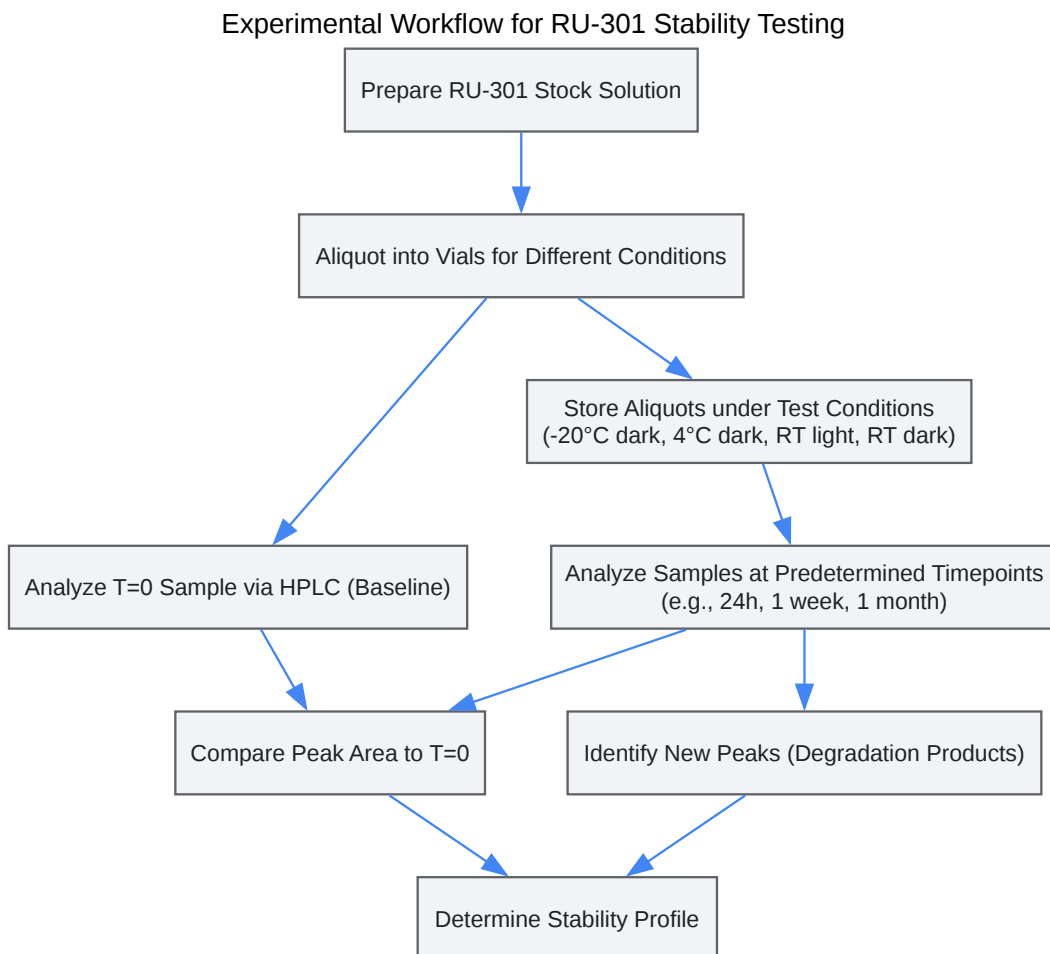 Experimental Workflow for RU-301 Stability Testing
Prepare RU-301 Stock Solution
Aliquot into Vials for Different Conditions
Store Aliquots under Test Conditions
(-20°C dark, 4°C dark, RT light, RT dark)
Analyze T=0 Sample via HPLC (Baseline)
Analyze Samples at Predetermined Timepoints
(e.g., 24h, 1 week, 1 month)
Compare Peak Area to T=0
Identify New Peaks (Degradation Products)
Determine Stability Profile